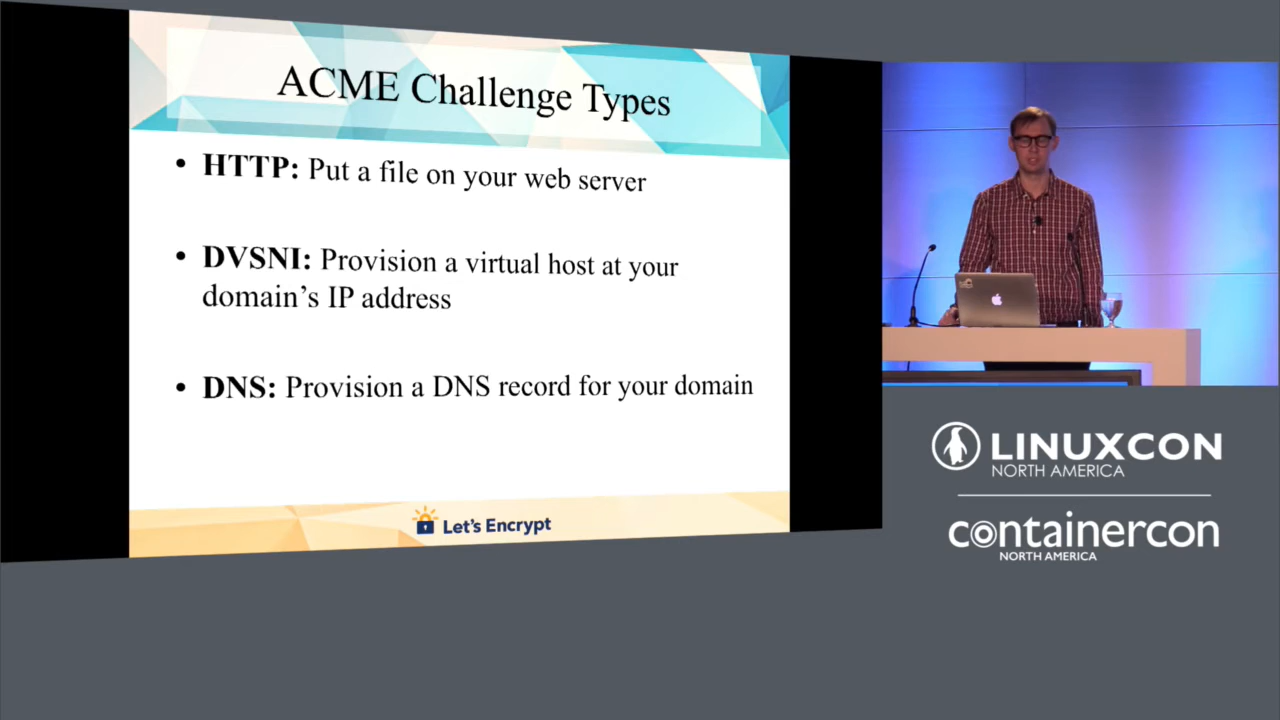 ACME Challenge Types
• HTTP: Put a file on your web server
• DVSNI: Provision a virtual host at your
domain's IP address
• DNS: Provision a DNS record for your domain
Let's Encrypt
LINUXCON
NORTH AMERICA
containercon
NORTH AMERICA